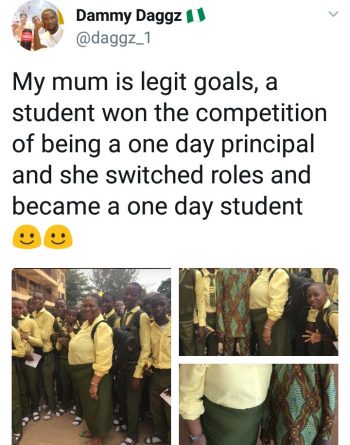 Dammy Daggz 🇳🇬
@daggz_1
My mum is legit goals, a
student won the competition
of being a one day principal
and she switched roles and
became a one day student
🙂🙂